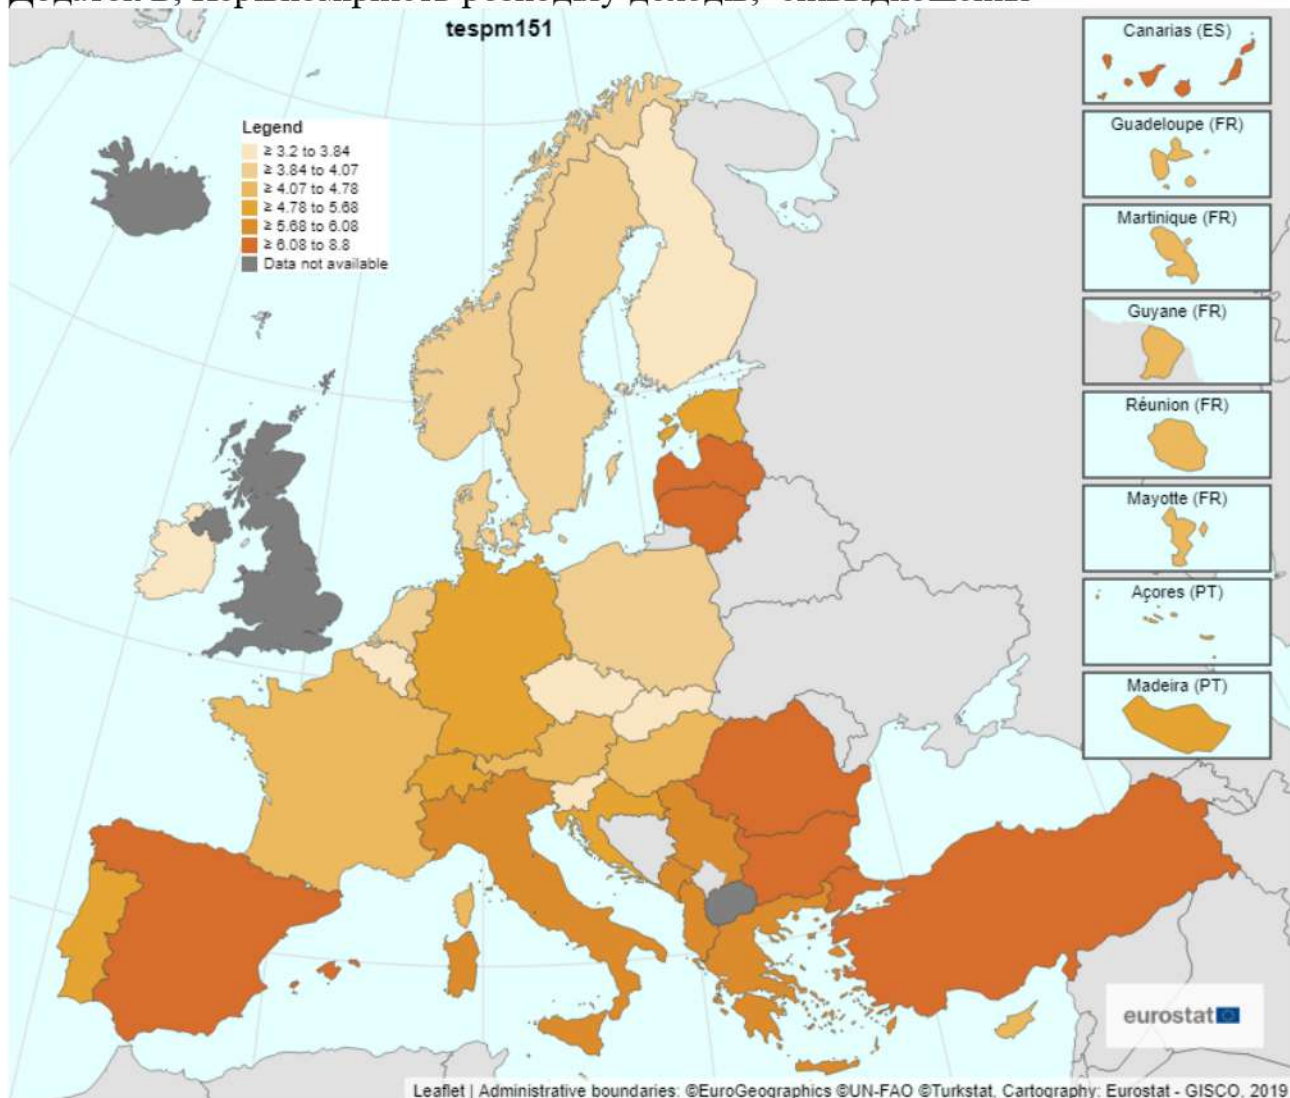 tespm151
Legend
≥ 3.2 to 3.84
≥ 3.84 to 4.07
≥ 4.07 to 4.78
≥ 4.78 to 5.68
≥ 5.68 to 6.08
≥ 6.08 to 8.8
Data not available
Canarias (ES)
Guadeloupe (FR)
Martinique (FR)
Guyane (FR)
Réunion (FR)
Mayotte (FR)
Açores (PT)
Madeira (PT)
eurostat
Leaflet | Administrative boundaries: ©EuroGeographics ©UN-FAO ©Turkstat, Cartography: Eurostat - GISCO, 2019